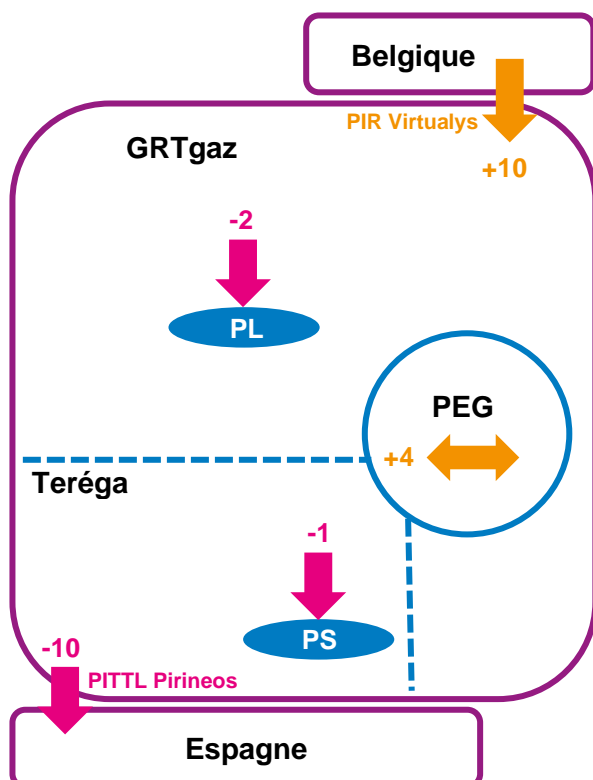 Belgique
PIR Virtualys
GRTgaz
+10
-2
PL
PEG
+4
Teréga
-1
PS
-10
PITTL Pirineos
Espagne